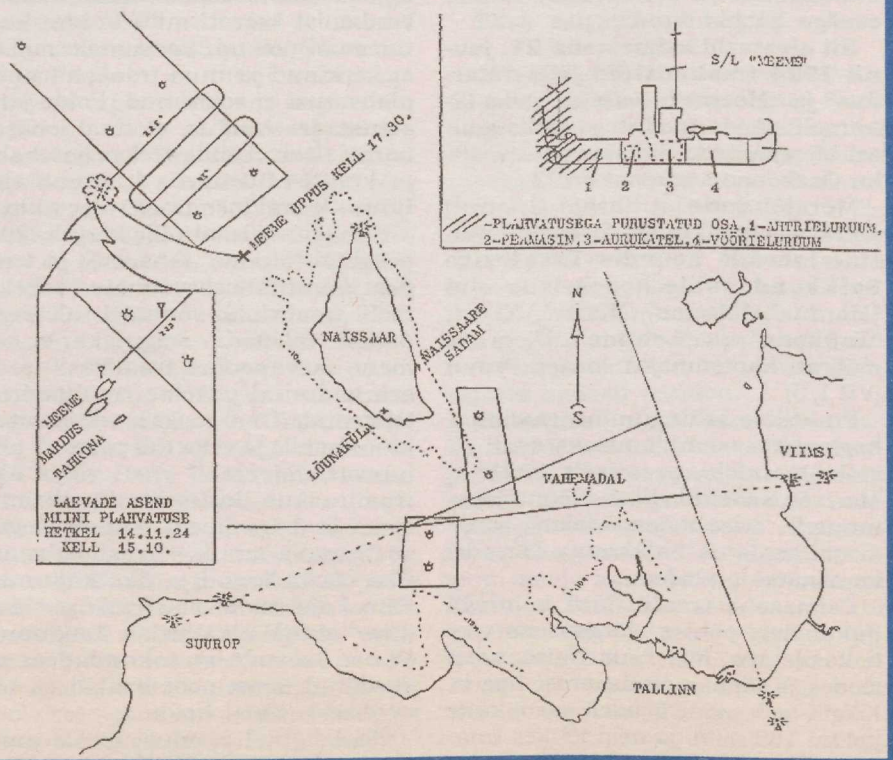 S/L "MEEME"
1 2 3 4
-PLAHVATUSEGA PURUSTATUD OSA, 1-AHTRIELURUUM,
2-PEAMASIN, 3-AURUKATEL, 4-VÖÖRIELURUUM
MEEME UPPUS KELL 17.30.
NAISSAAR
NAISSAARE
SADAM
LÕUNAKÜLA
N
S
MEEME
MARDUS
TAHKONA
LAEVADE ASEND
MIINI PLAHVATUSE
HETKEL 14.11.24
KELL 15.10.
VAHEMADAL
VIIMSI
SUUROP
TALLINN